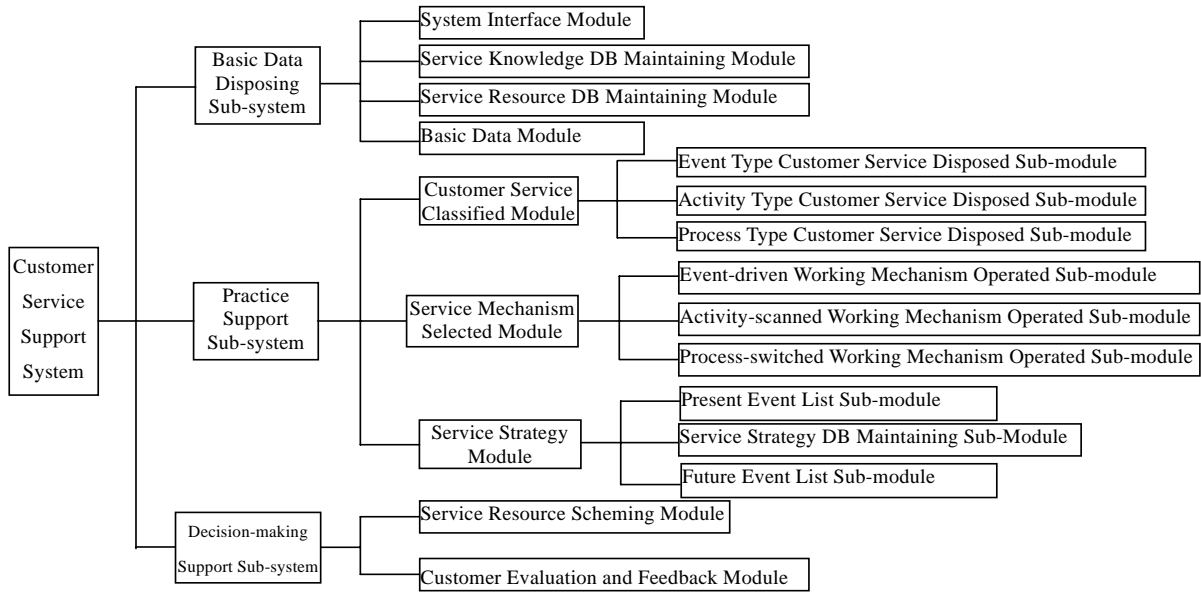 Customer
Service
Support
System
Basic Data
Disposing
Sub-system
System Interface Module
Service Knowledge DB Maintaining Module
Service Resource DB Maintaining Module
Basic Data Module
Practice
Support
Sub-system
Customer Service
Classified Module
Event Type Customer Service Disposed Sub-module
Activity Type Customer Service Disposed Sub-module
Process Type Customer Service Disposed Sub-module
Service Mechanism
Selected Module
Event-driven Working Mechanism Operated Sub-module
Activity-scanned Working Mechanism Operated Sub-module
Process-switched Working Mechanism Operated Sub-module
Service Strategy
Module
Present Event List Sub-module
Service Strategy DB Maintaining Sub-Module
Future Event List Sub-module
Decision-making
Support Sub-system
Service Resource Scheming Module
Customer Evaluation and Feedback Module